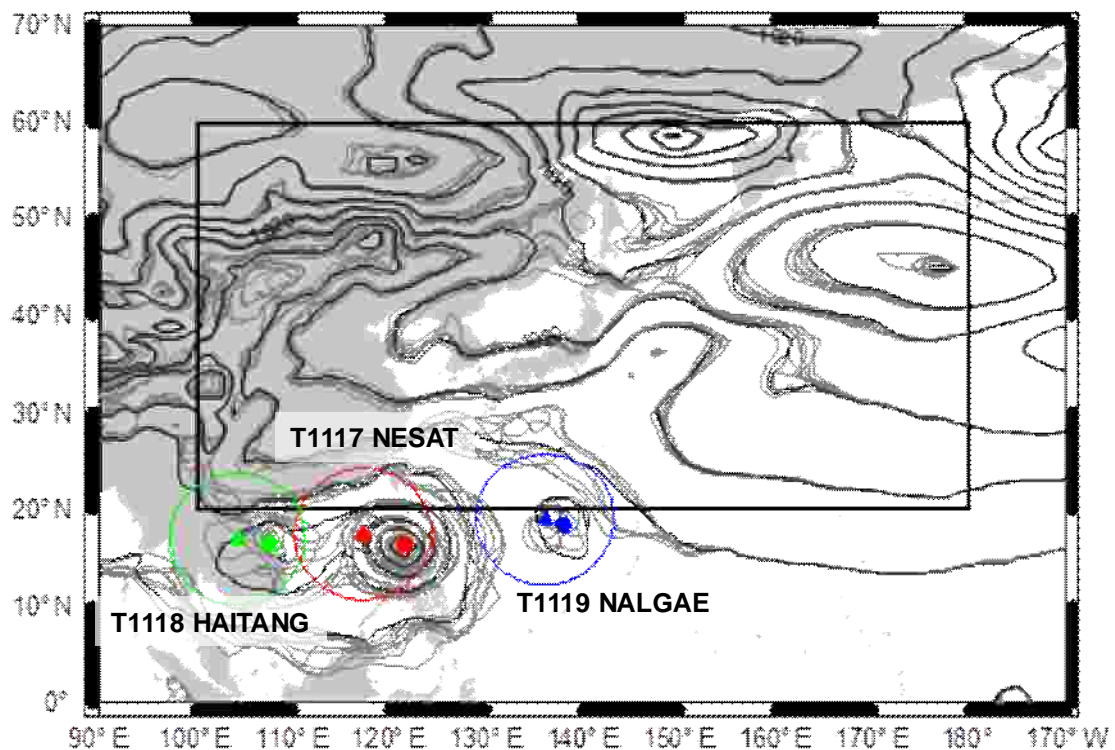 70° N
60° N
50° N
40° N
30° N
20° N
10° N
0°
T1117 NESAT
T1118 HAITANG
T1119 NALGAE
90° E 100° E 110° E 120° E 130° E 140° E 150° E 160° E 170° E 180° 170° W